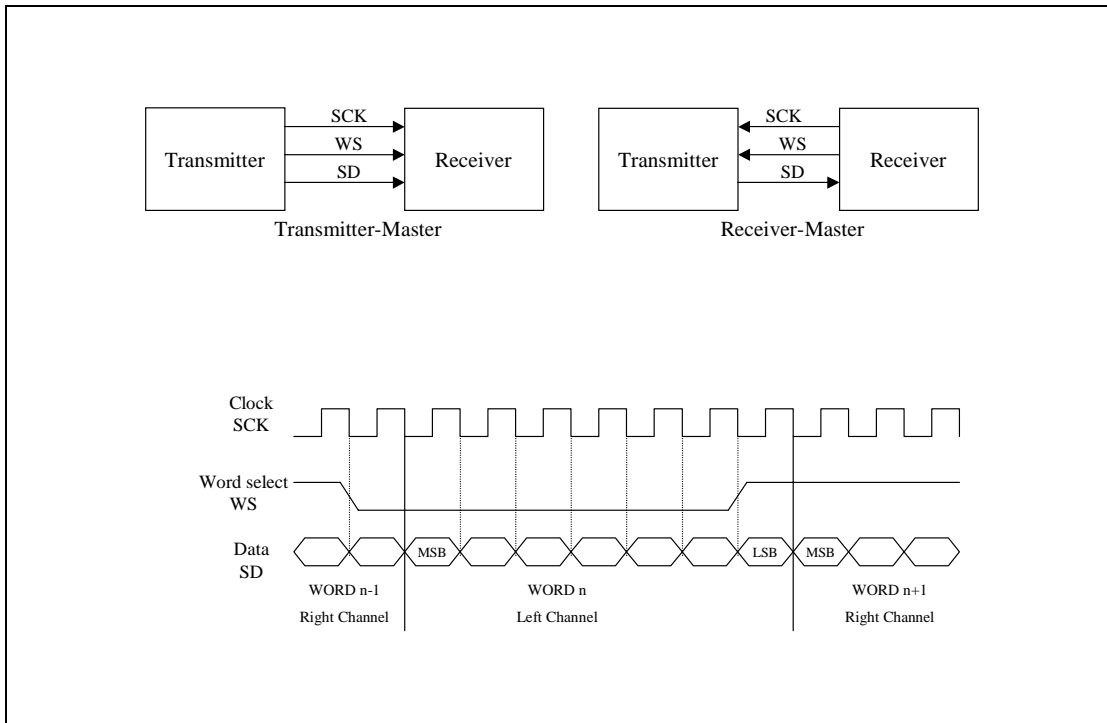 SCK
WS
SD
Transmitter
Receiver
Transmitter-Master
SCK
WS
SD
Transmitter
Receiver
Receiver-Master
Clock
SCK
Word select
WS
Data
SD
MSB
LSB
MSB
WORD n-1
Right Channel
WORD n
Left Channel
WORD n+1
Right Channel